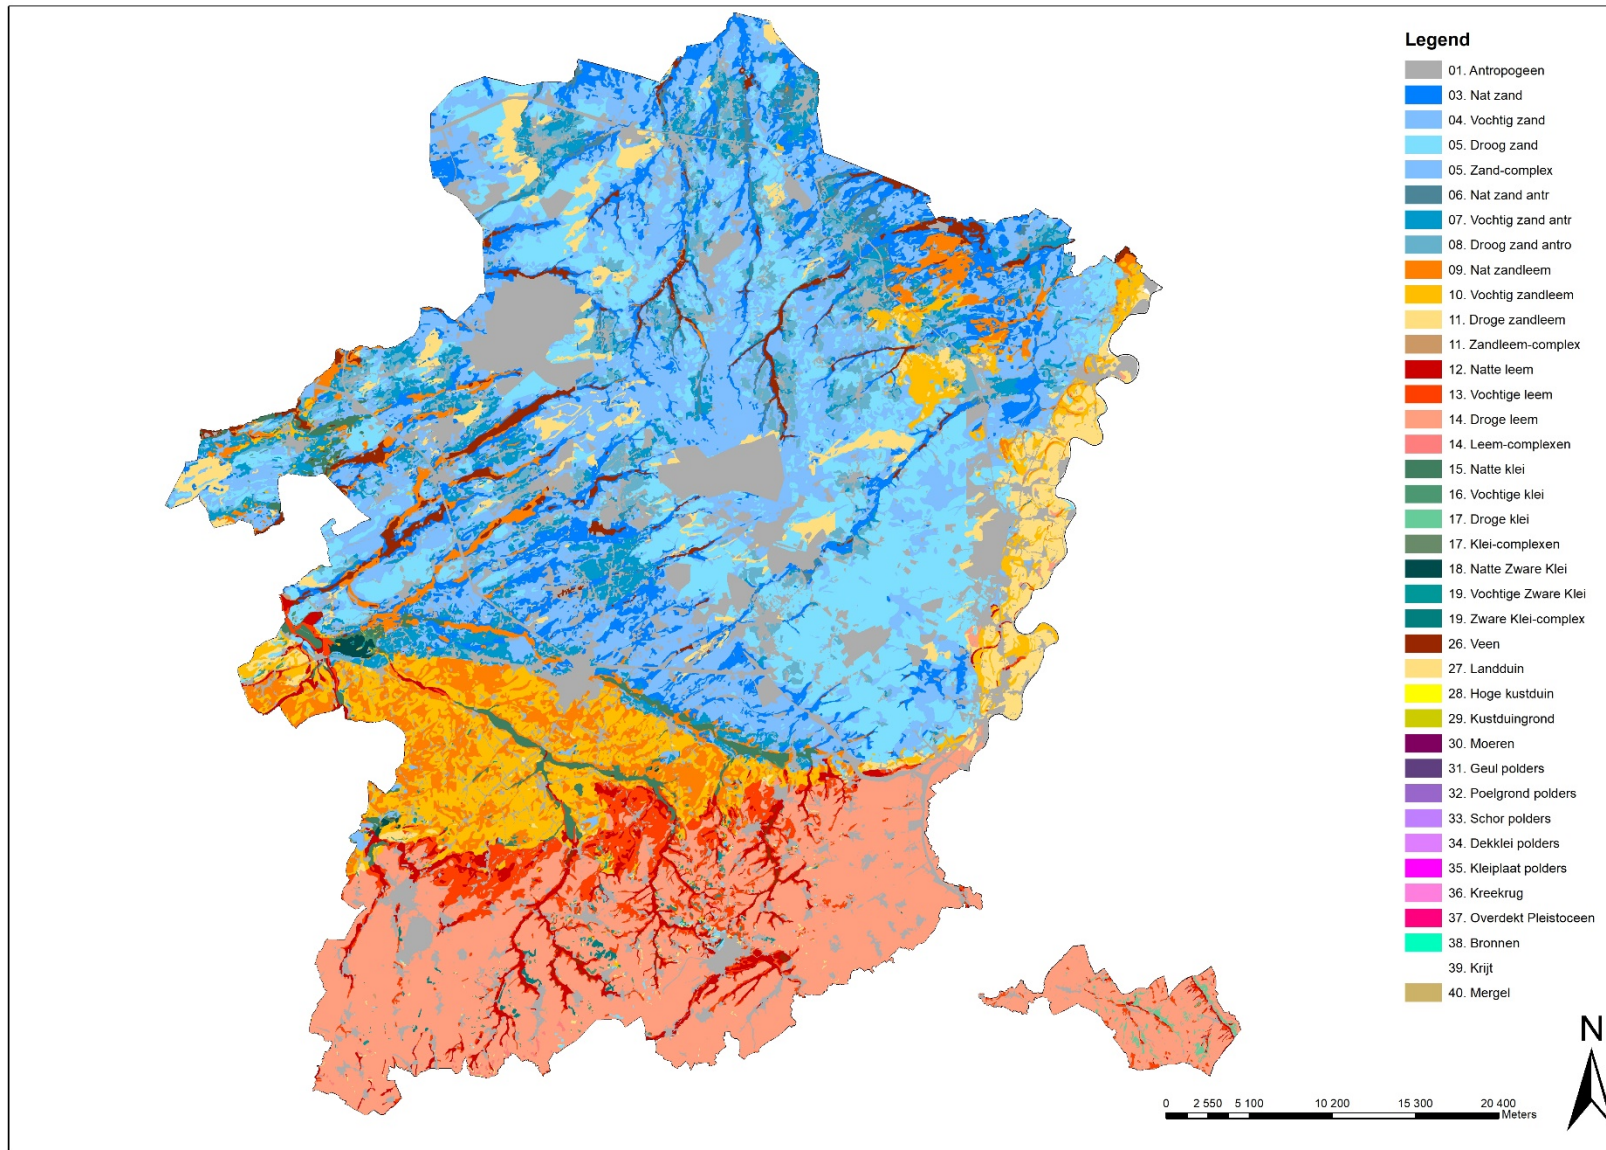 Legend
01. Antropogeen
03. Nat zand
04. Vochtig zand
05. Droog zand
05. Zand-complex
06. Nat zand antr
07. Vochtig zand antr
08. Droog zand antro
09. Nat zandleem
10. Vochtig zandleem
11. Droge zandleem
11. Zandleem-complex
12. Natte leem
13. Vochtige leem
14. Droge leem
14. Leem-complexen
15. Natte klei
16. Vochtige klei
17. Droge klei
17. Klei-complexen
18. Natte Zware Klei
19. Vochtige Zware Klei
19. Zware Klei-complex
26. Veen
27. Landduin
28. Hoge kustduin
29. Kustduingrond
30. Moeren
31. Geul polders
32. Poelgrond polders
33. Schor polders
34. Dekklei polders
35. Kleiplaat polders
36. Kreekrug
37. Overdekt Pleistoceen
38. Bronnen
39. Krijt
40. Mergel
N
0 2 550 5 100 10 200 15 300 20 400
Meters